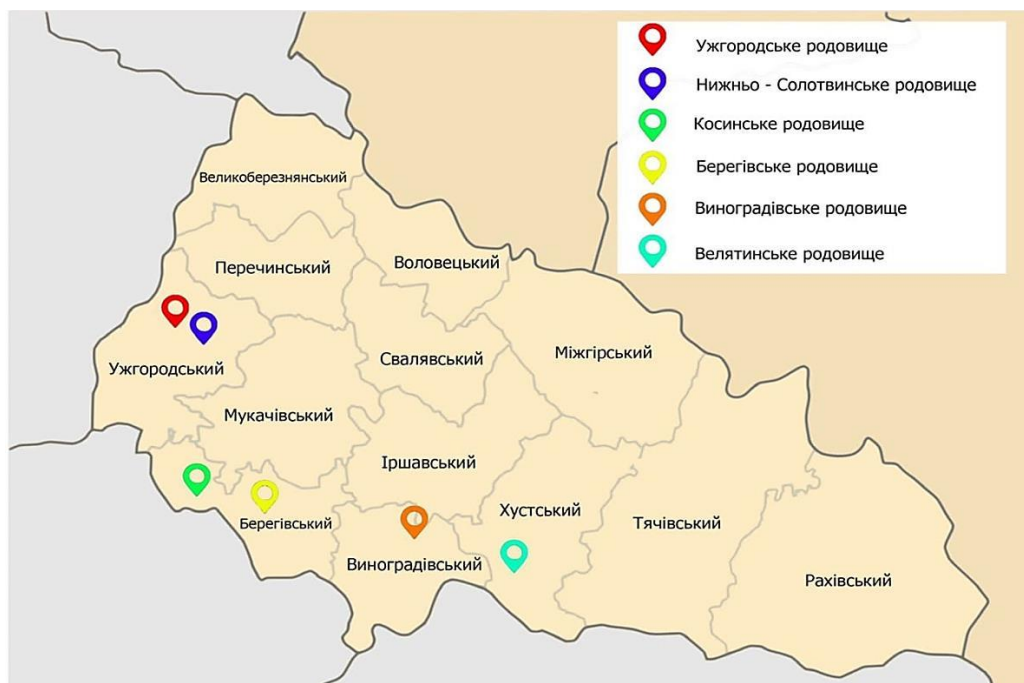 Ужгородське родовище
Нижньо - Солотвинське родовище
Косинське родовище
Берегівське родовище
Виноградівське родовище
Велятинське родовище
Великоберезнянський
Перечинський
Воловецький
Ужгородський
Свалявський
Міжгірський
Мукачівський
Іршавський
Хустський
Берегівський
Тячівський
Виноградівський
Рахівський